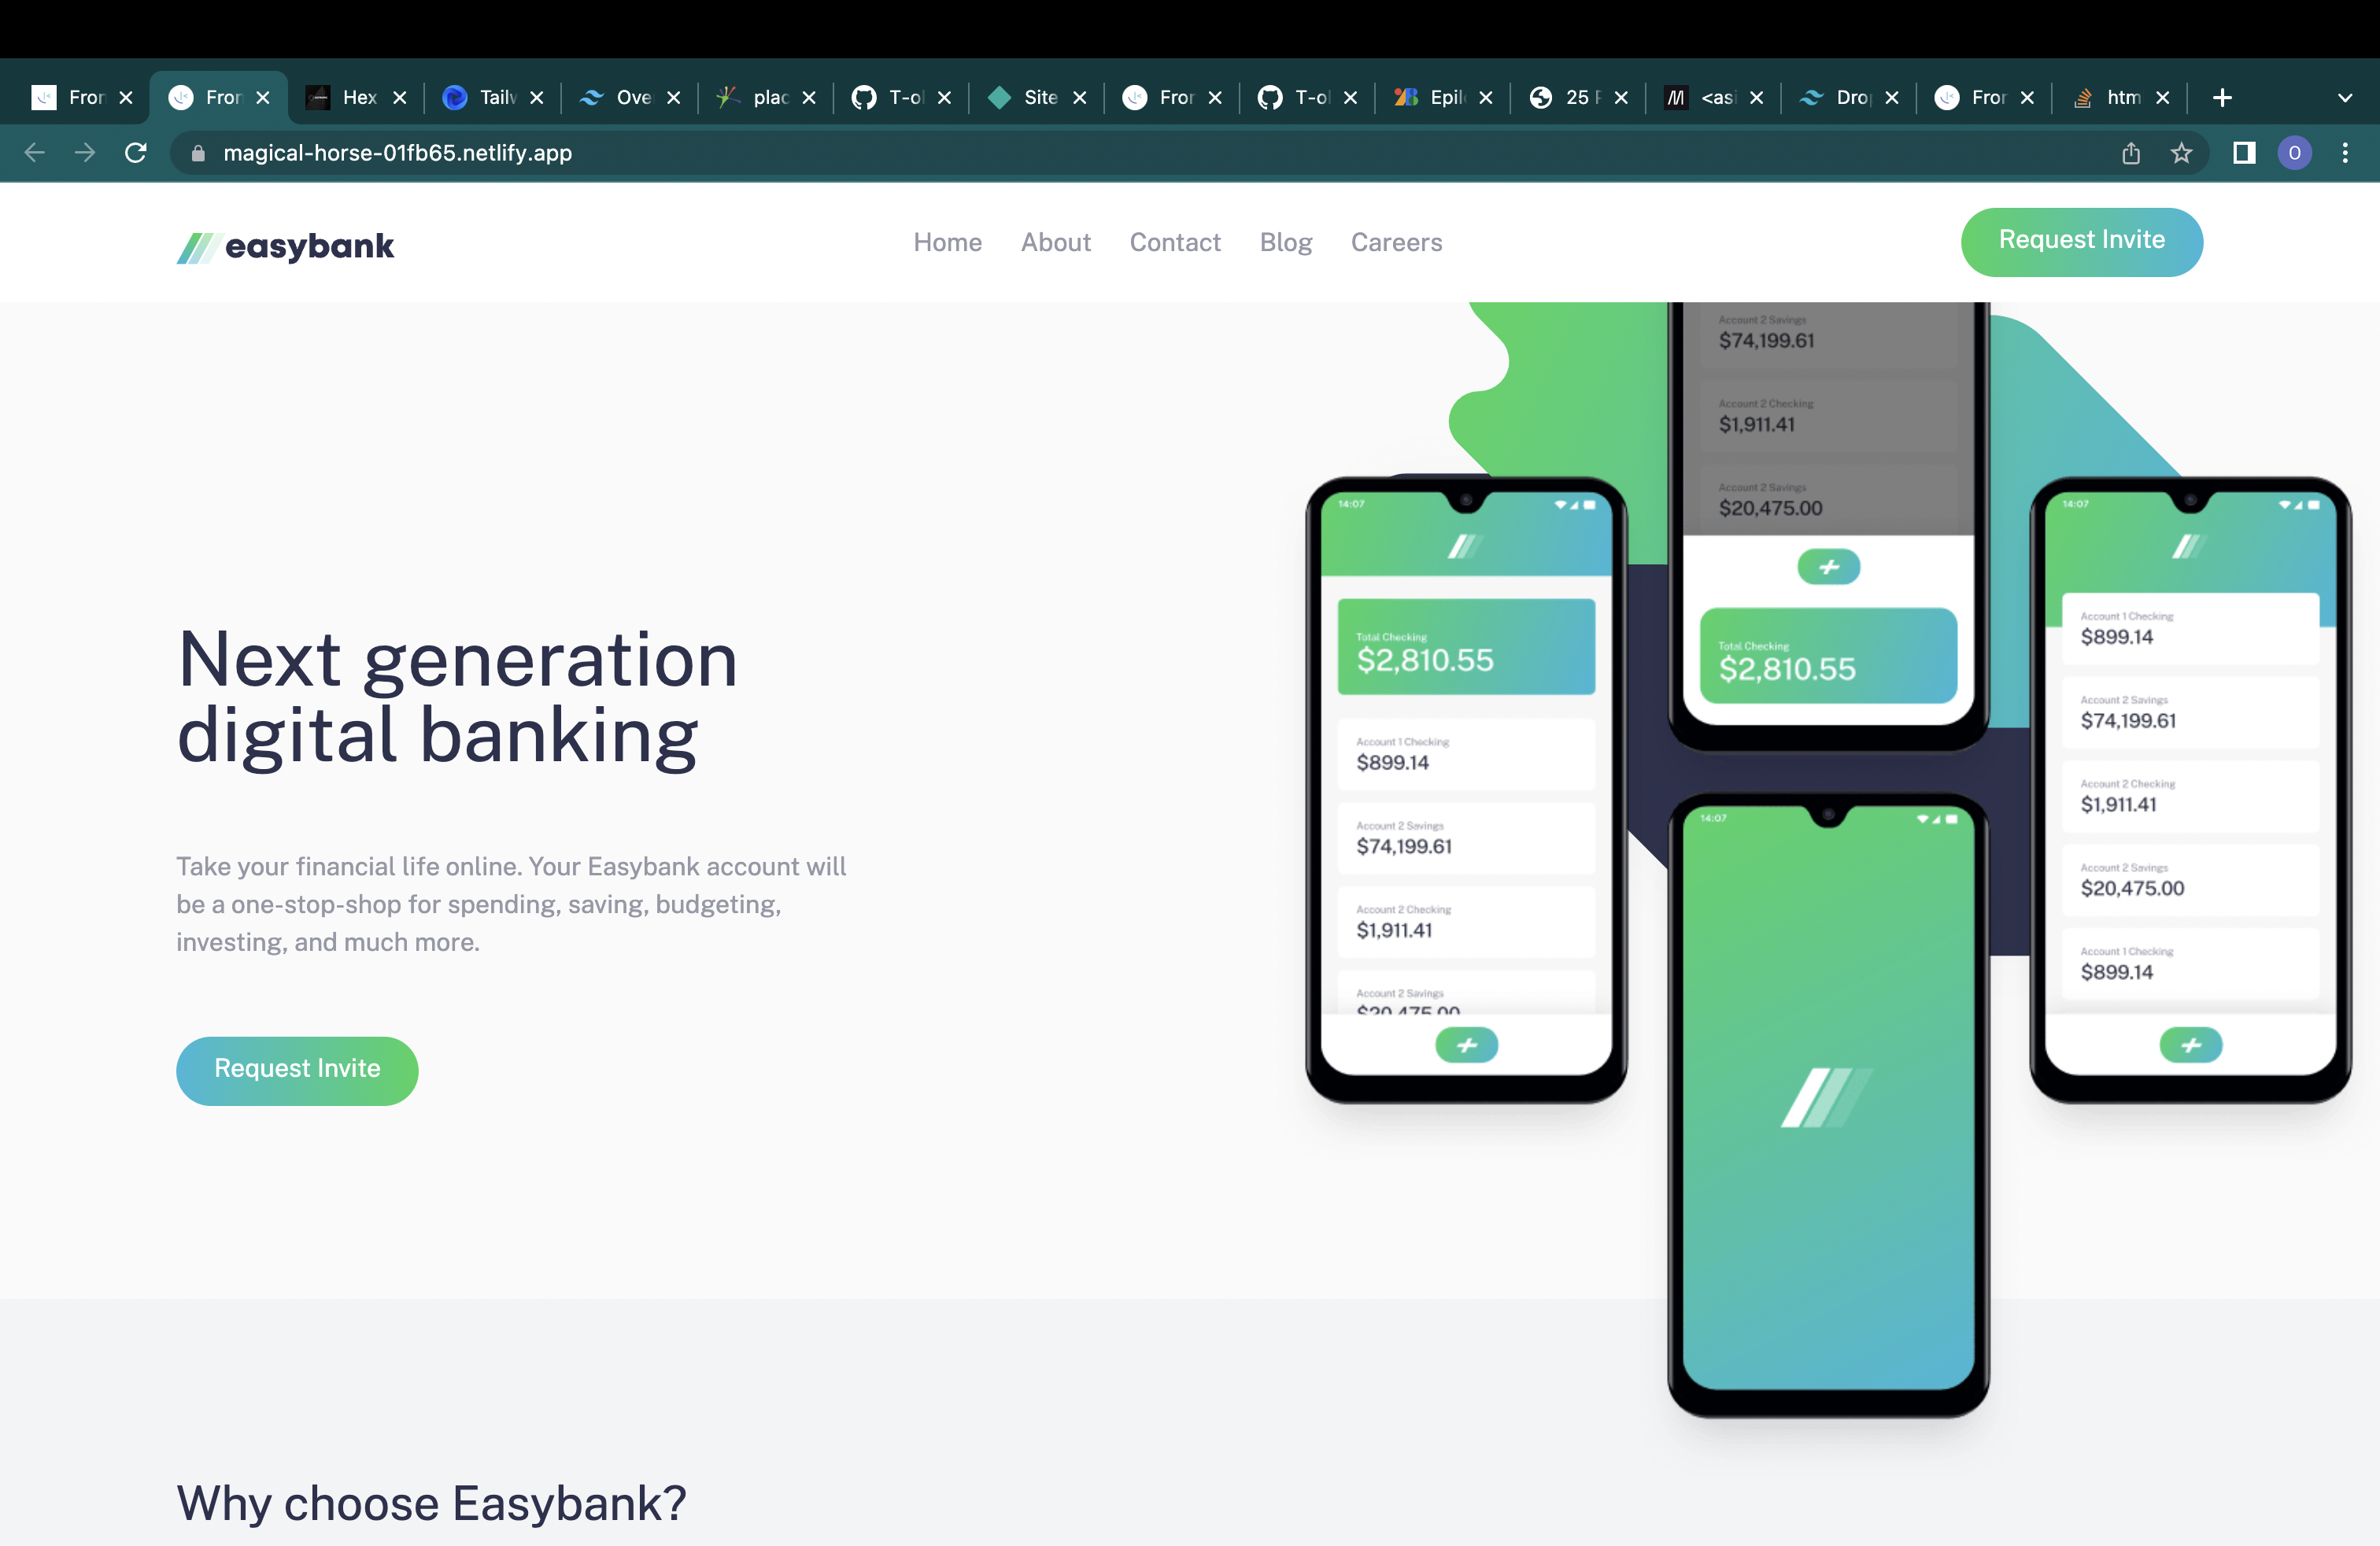 Fron
Fron
Hex
Tailw
Ove
plac
T-ol
Site
Fror
T-ol
Epil
25 F
<asi
Drop
Fror
htm
magical-horse-01fb65.netlify.app
O
easybank
Home About Contact Blog Careers
Request Invite
Next generation
digital banking
Take your financial life online. Your Easybank account will
be a one-stop-shop for spending, saving, budgeting,
investing, and much more.
Request Invite
14:07
Total Checking
$2,810.55
Account 1 Checking
$899.14
Account 2 Savings
$74,199.61
Account 2 Checking
$1,911.41
Account 2 Savings
$20,475.00
Account 2 Savings
$74,199.61
Account 2 Checking
$1,911.41
Account 2 Savings
$20,475.00
Total Checking
$2,810.55
14:07
14:07
Account 1 Checking
$899.14
Account 2 Savings
$74,199.61
Account 2 Checking
$1,911.41
Account 2 Savings
$20,475.00
Account 1 Checking
$899.14
Why choose Easybank?